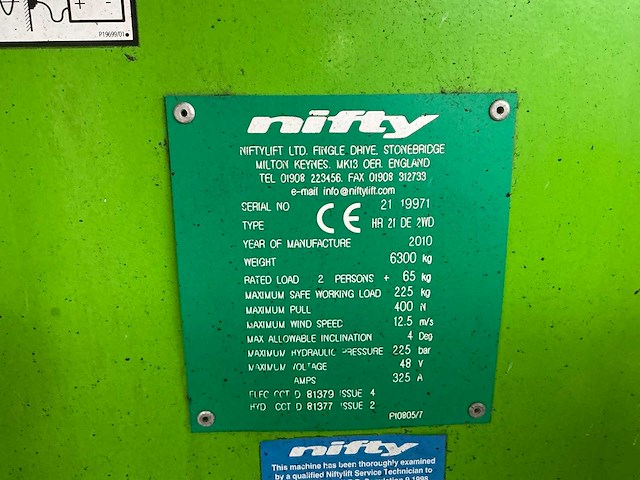 P19699/01
nifty
NIFTYLIFT LTD. FINGLE DRIVE, STONEBRIDGE
MILTON KEYNES. MK13 OER. ENGLAND
TEL 01908 223456. FAX 01908 312733
e-mail info@niftylift.com
SERIAL NO 21 19971
TYPE CE HR 21 DE 2WD
YEAR OF MANUFACTURE 2010
WEIGHT 6300 kg
RATED LOAD 2 PERSONS + 65 kg
MAXIMUM SAFE WORKING LOAD 225 kg
MAXIMUM PULL 400 N
MAXIMUM WIND SPEED 12.5 m/s
MAX ALLOWABLE INCLINATION 4 Deg
MAXIMUM HYDRAULIC PRESSURE 225 bar
MAXIMUM VOLTAGE 48 V
AMPS 325 A
ELEC CCT D 81379 ISSUE 4
HYD CCT D 81377 ISSUE 2
P10805/7
nifty
This machine has been thoroughly examined
by a qualified Niftylift Service Technician to
Regulation 9 1998